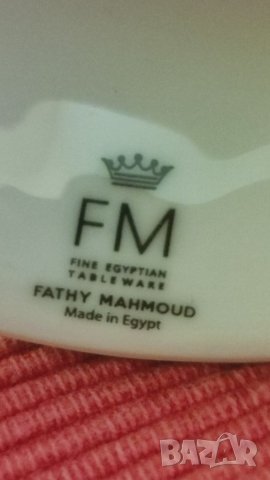 FM
FINE EGYPTIAN
TABLEWARE
FATHY MAHMOUD
Made in Egypt
BAZAR